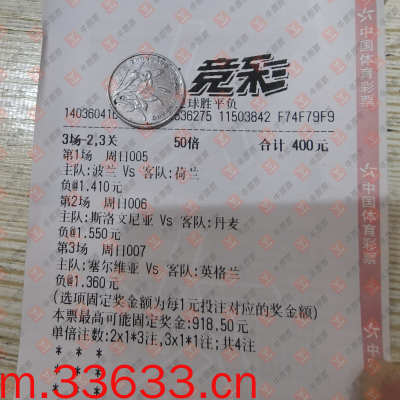 竞彩
球胜平负
336275 11503842 F74F79F9
3场-2,3关 50倍 合计 400元
第1场 周日005
主队:波兰 Vs 客队:荷兰
负@1.410元
第2场 周日006
主队:斯洛文尼亚 Vs 客队:丹麦
负@1.550元
第3场 周日007
主队:塞尔维亚 Vs 客队:英格兰
负@1.360元
(选项固定奖金额为每1元投注对应的奖金额)
本票最高可能固定奖金:918.50元
单倍注数:2x1*3注,3x1*1注;共4注
* * *
* * *
* * *
m.33633.cn
中国体育彩票
中国体育彩票